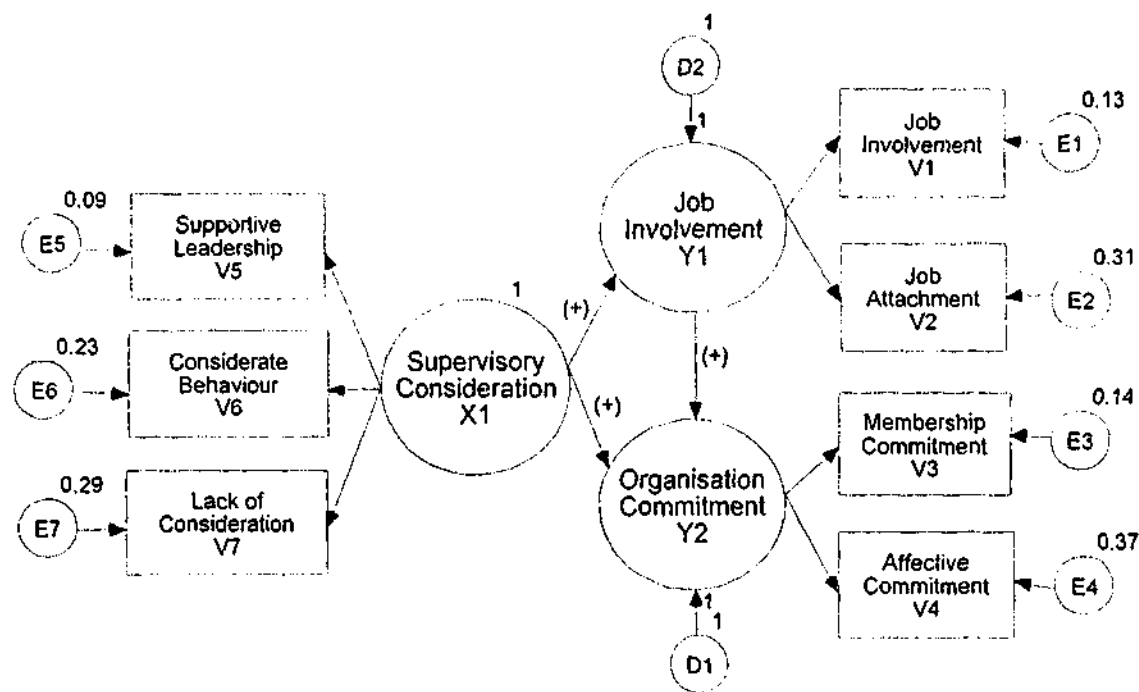 1
D2
1
0.13
Job
Involvement
V1
E1
0.09
E5
Supportive
Leadership
V5
Job
Involvement
Y1
0.31
Job
Attachment
V2
E2
1
(+)
0.23
E6
Considerate
Behaviour
V6
Supervisory
Consideration
X1
(+)
(+)
0.14
Membership
Commitment
V3
E3
0.29
E7
Lack of
Consideration
V7
Organisation
Commitment
Y2
0.37
Affective
Commitment
V4
E4
1
1
D1